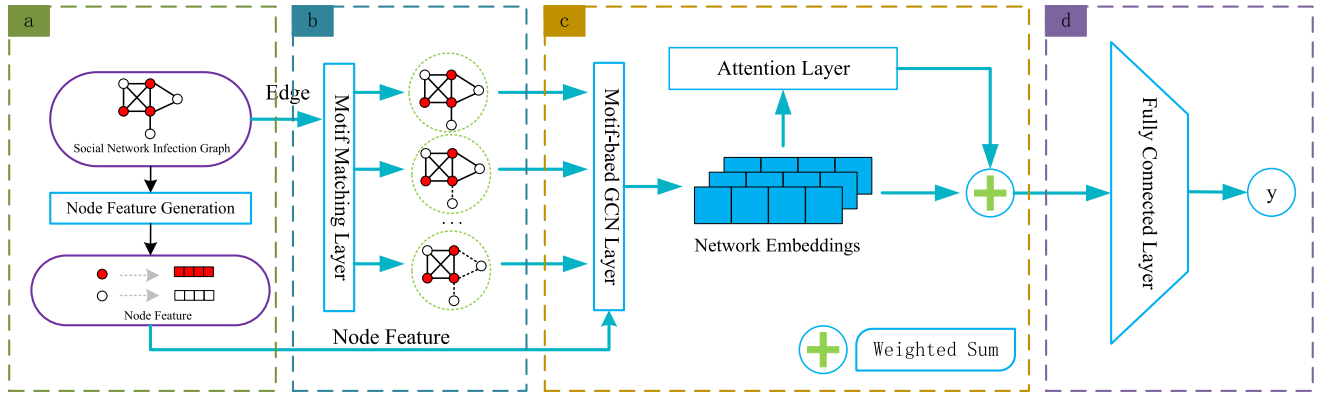 a
b
c
d
Social Network Infection Graph
Node Feature Generation
Node Feature
Edge
Motif Matching
Layer
...
Node Feature
Motif-baed GCN Layer
Attention Layer
Network Embeddings
Weighted Sum
Fully Connected Layer
y